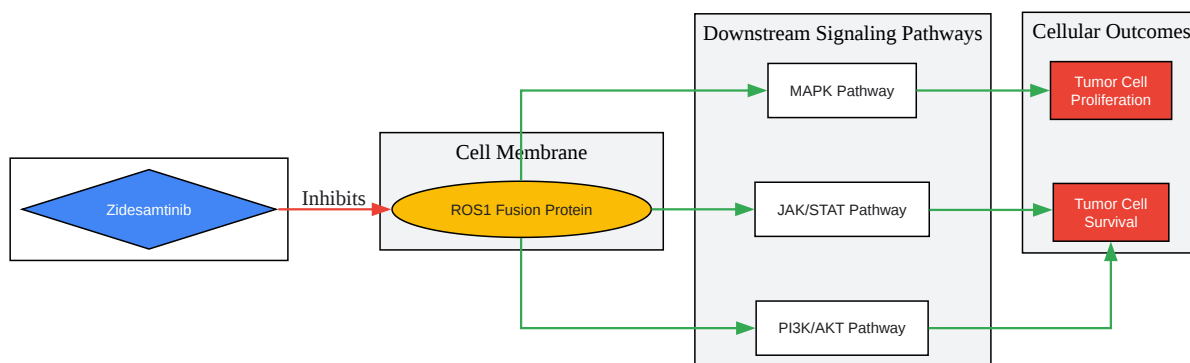 Downstream Signaling Pathways
Cellular Outcomes
MAPK Pathway
Tumor Cell
Proliferation
Cell Membrane
Zidesamtinib
Inhibits
ROS1 Fusion Protein
JAK/STAT Pathway
Tumor Cell
Survival
PI3K/AKT Pathway